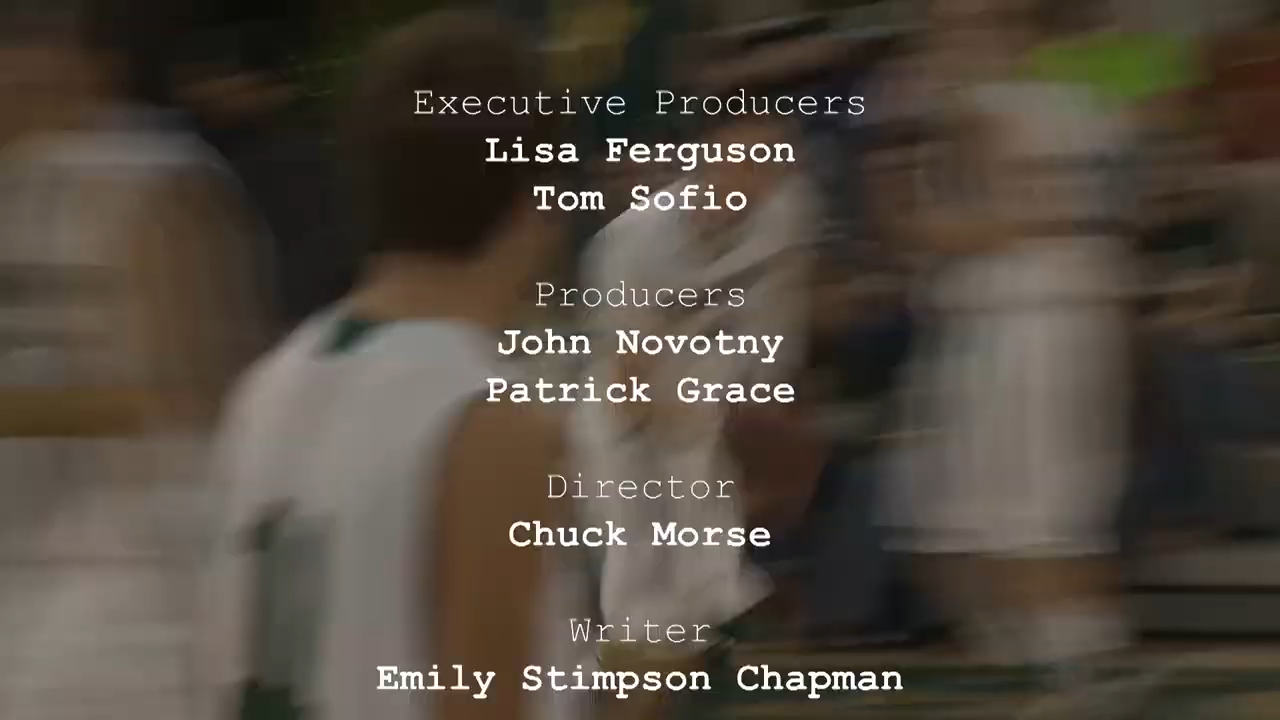 Executive Producers
Lisa Ferguson
Tom Sofio
Producers
John Novotny
Patrick Grace
Director
Chuck Morse
Writer
Emily Stimpson Chapman